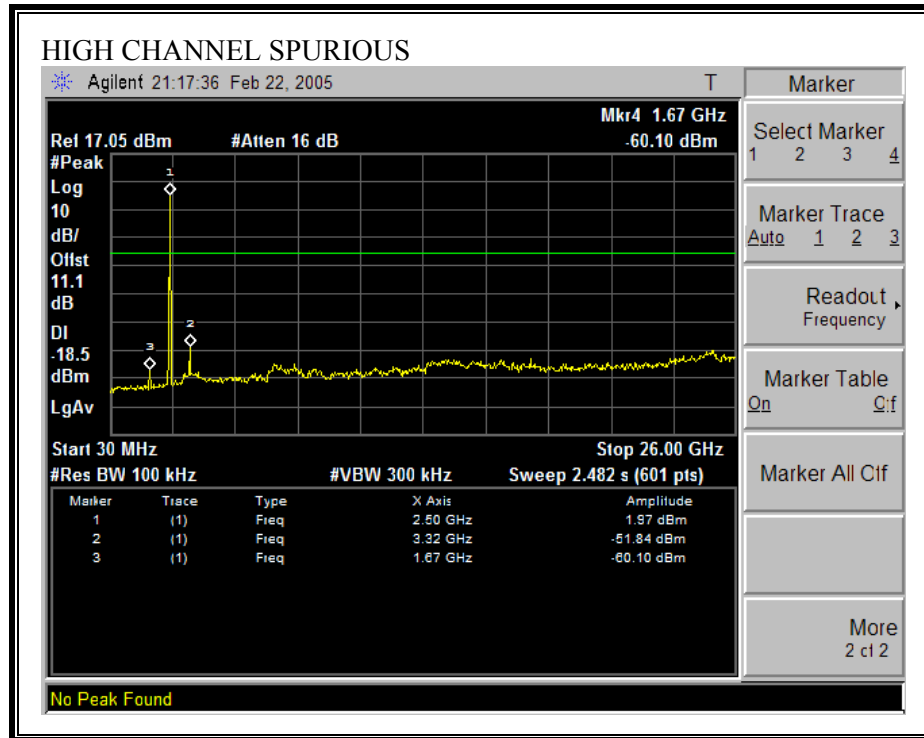 HIGH CHANNEL SPURIOUS
Agilent 21:17:36 Feb 22, 2005 T
Mkr4 1.67 GHz
Ref 17.05 dBm #Atten 16 dB -60.10 dBm
#Peak
Log
10
dB/
Offst
11.1
dB
DI
-18.5
dBm
LgAv
1
2
3
Start 30 MHz Stop 26.00 GHz
#Res BW 100 kHz #VBW 300 kHz Sweep 2.482 s (601 pts)
Marker Trace Type X Axis Amplitude
1 (1) Freq 2.50 GHz 1.97 dBm
2 (1) Freq 3.32 GHz -51.84 dBm
3 (1) Freq 1.67 GHz -60.10 dBm
No Peak Found
Marker
Select Marker
1 2 3 4
Marker Trace
Auto 1 2 3
Readout
Frequency
Marker Table
On Off
Marker All Off
More
2 of 2